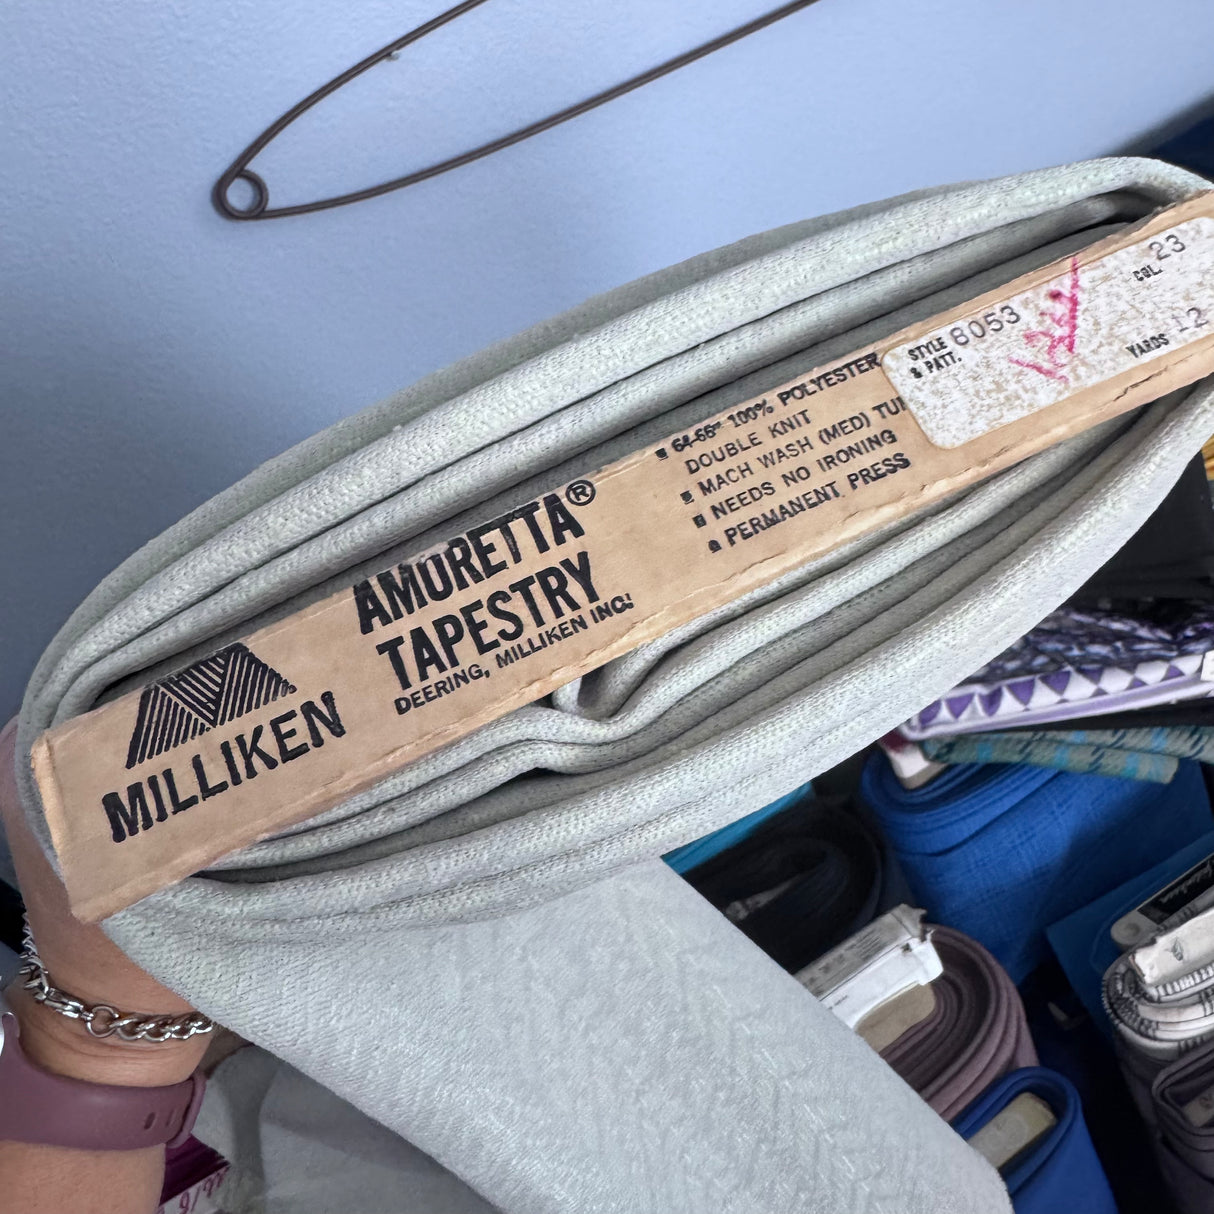 MILLIKEN
AMORETTA®
TAPESTRY
DEERING, MILLIKEN INC.
64-66" 100% POLYESTER
DOUBLE KNIT
MACH WASH (MED) TU
NEEDS NO IRONING
PERMANENT PRESS
STYLE 8053
& PATT.
COL. 23
YARDS 12